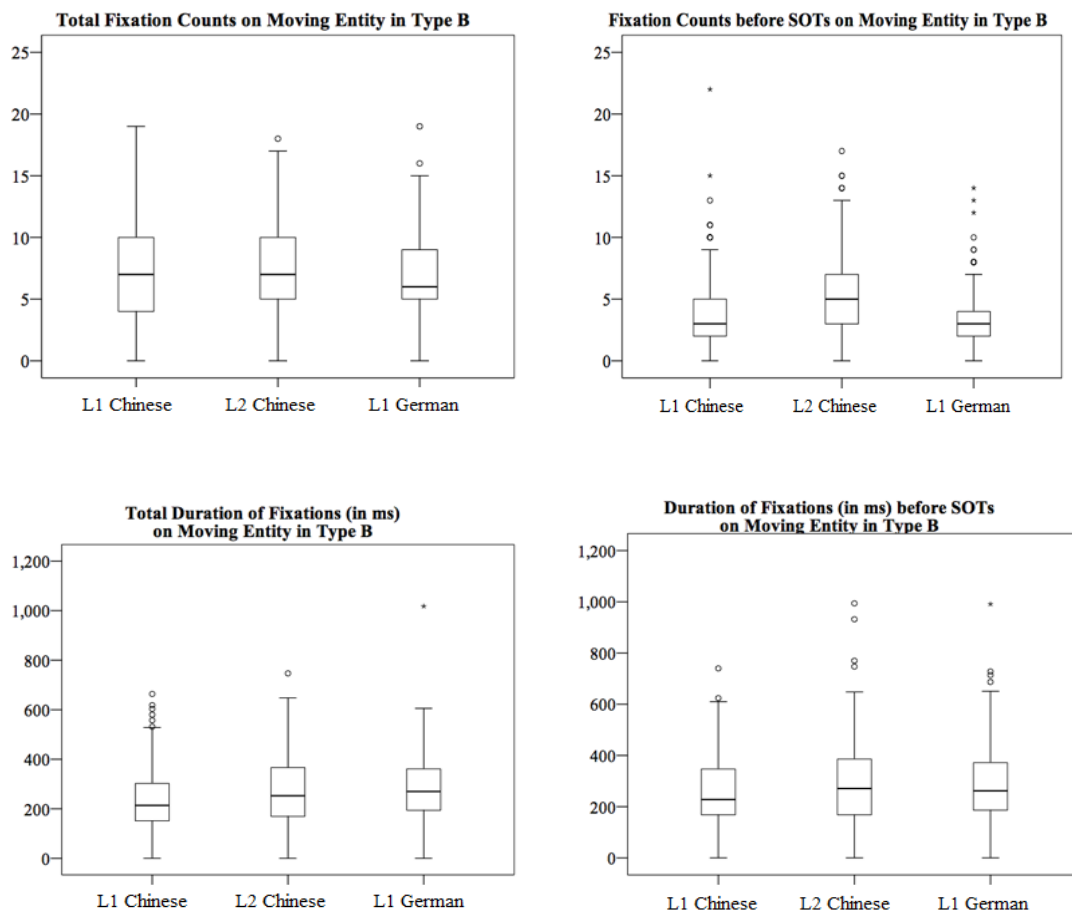 Total Fixation Counts on Moving Entity in Type B
25
20
15
10
5
0
L1 Chinese L2 Chinese L1 German
Fixation Counts before SOTs on Moving Entity in Type B
25
20
15
10
5
0
L1 Chinese L2 Chinese L1 German
Total Duration of Fixations (in ms)
on Moving Entity in Type B
1,200
1,000
800
600
400
200
0
L1 Chinese L2 Chinese L1 German
Duration of Fixations (in ms) before SOTs
on Moving Entity in Type B
1,200
1,000
800
600
400
200
0
L1 Chinese L2 Chinese L1 German